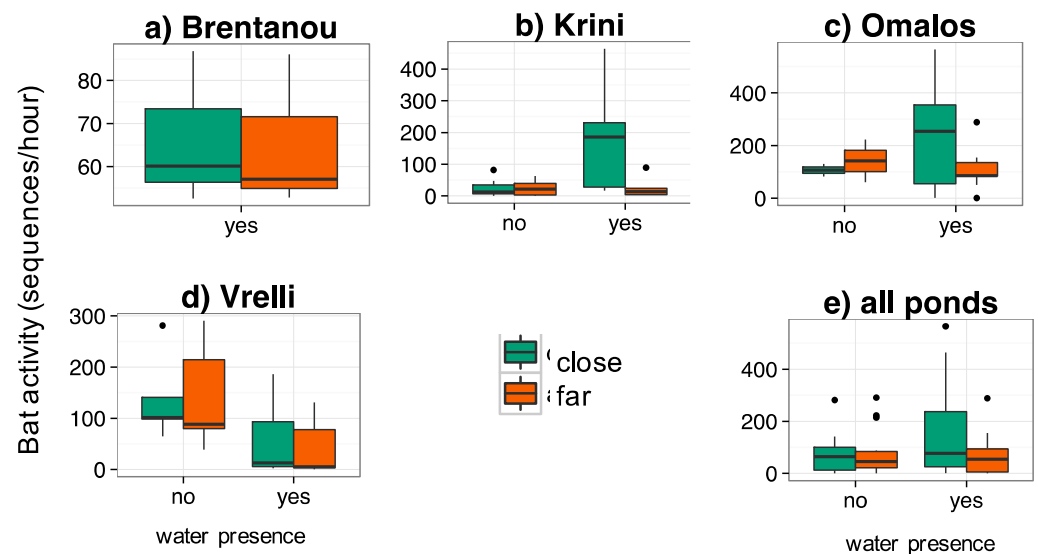 a) Brentanou
b) Krini
c) Omalos
80
70
60
yes
400
300
200
100
0
no yes
400
200
0
no yes
Bat activity (sequences/hour)
d) Vrelli
300
200
100
0
no yes
water presence
close
far
e) all ponds
400
200
0
no yes
water presence